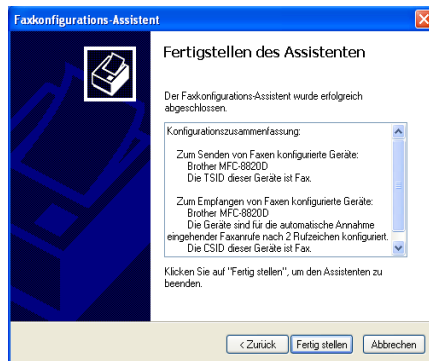 Faxkonfigurations-Assistent
Fertigstellen des Assistenten
Der Faxkonfigurations-Assistent wurde erfolgreich
abgeschlossen.
Konfigurationszusammenfassung:
Zum Senden von Faxen konfigurierte Geräte:
Brother MFC-8820D
Die TSID dieser Geräte ist Fax.
Zum Empfangen von Faxen konfigurierte Geräte:
Brother MFC-8820D
Die Geräte sind für die automatische Annahme
eingehender Faxanrufe nach 2 Rufzeichen konfiguriert.
Die CSID dieser Geräte ist Fax.
Klicken Sie auf "Fertig stellen", um den Assistenten zu
beenden.
< Zurück Fertig stellen Abbrechen